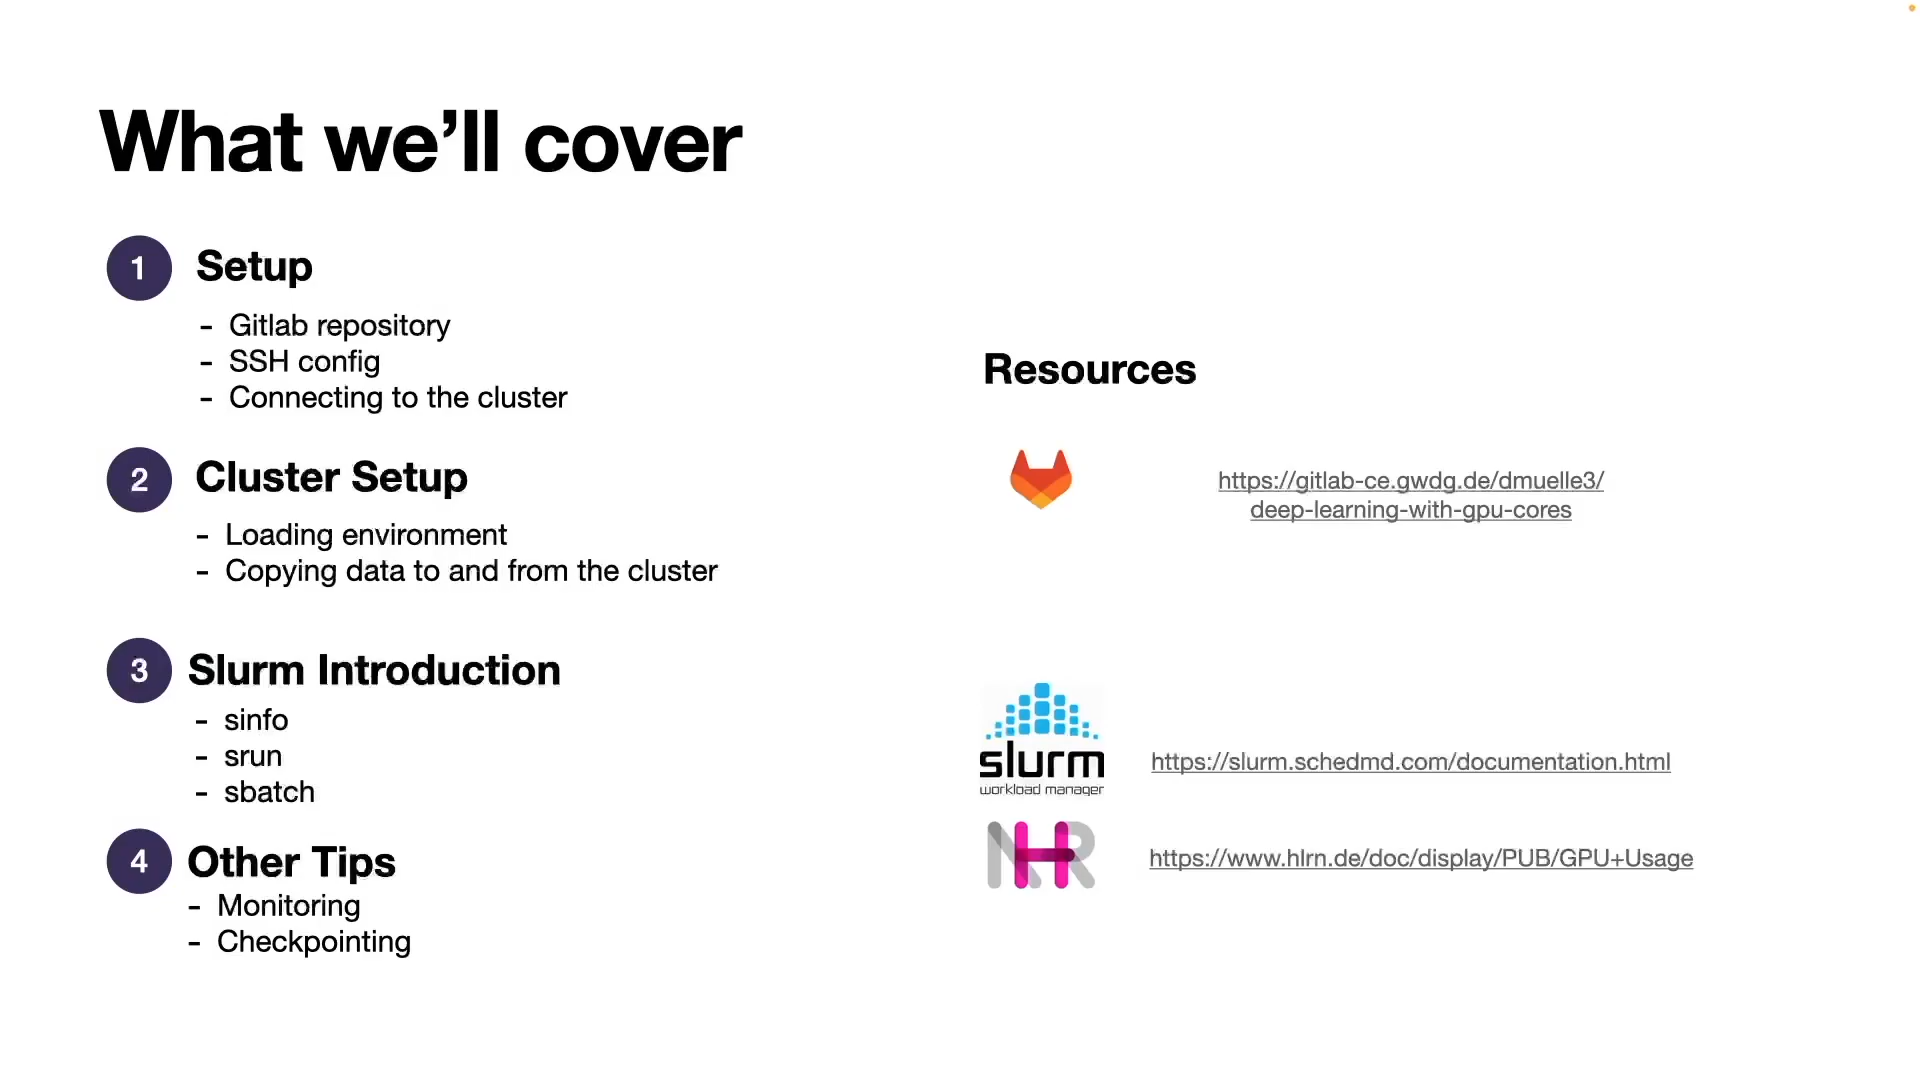 What we’ll cover
1
Setup
- Gitlab repository
- SSH config
- Connecting to the cluster
2
Cluster Setup
- Loading environment
- Copying data to and from the cluster
3
Slurm Introduction
- sinfo
- srun
- sbatch
4
Other Tips
- Monitoring
- Checkpointing
Resources
https://gitlab-ce.gwdg.de/dmuelle3/
deep-learning-with-gpu-cores
slurm
workload manager
https://slurm.schedmd.com/documentation.html
NHR
https://www.hlrn.de/doc/display/PUB/GPU+Usage